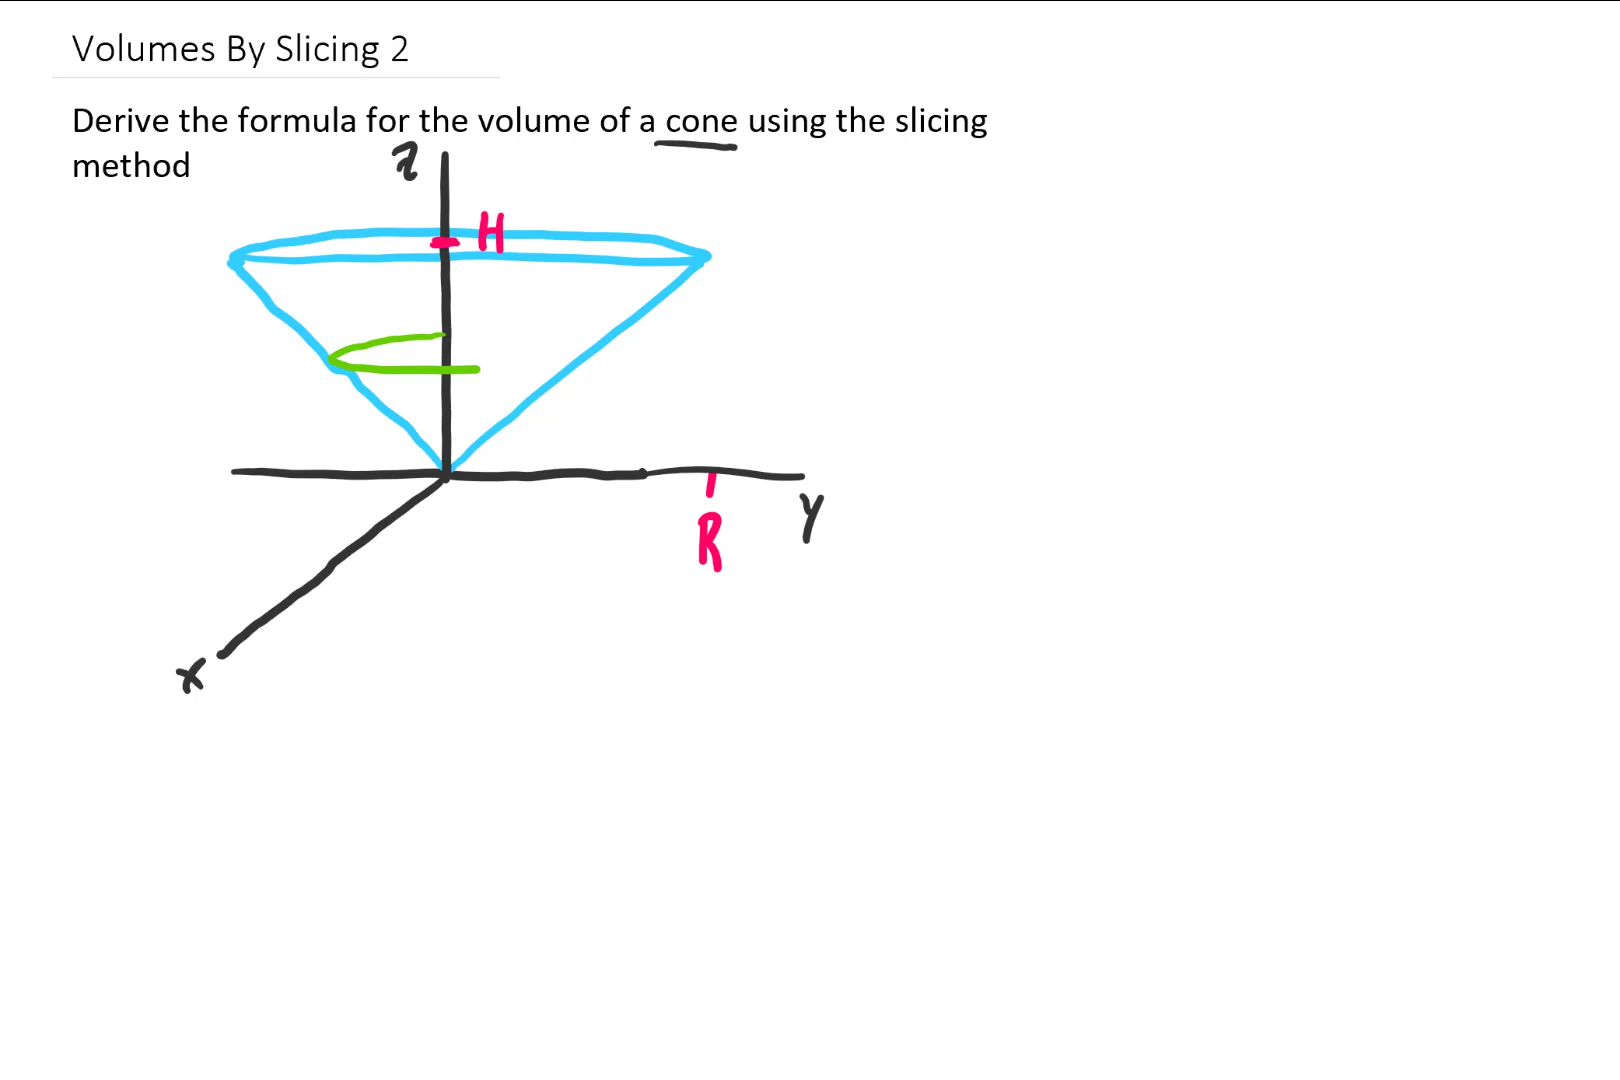 Volumes By Slicing 2
Derive the formula for the volume of a cone using the slicing
method
z
H
y
R
x